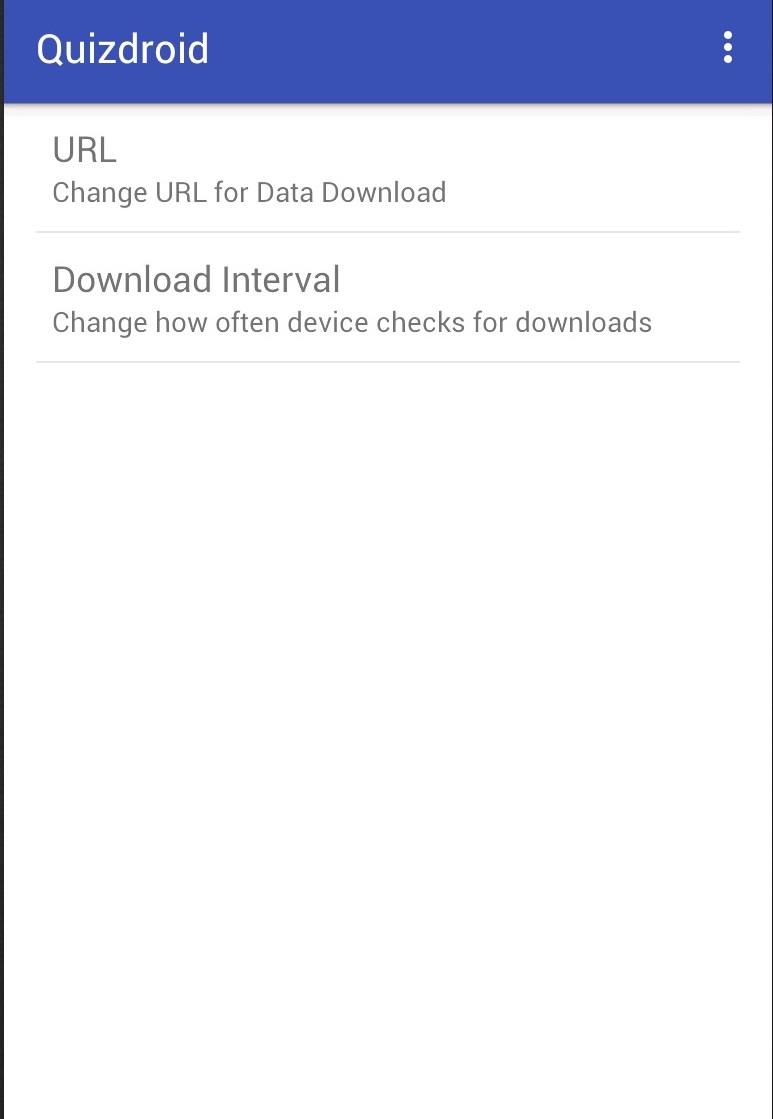 Quizdroid
URL
Change URL for Data Download
Download Interval
Change how often device checks for downloads